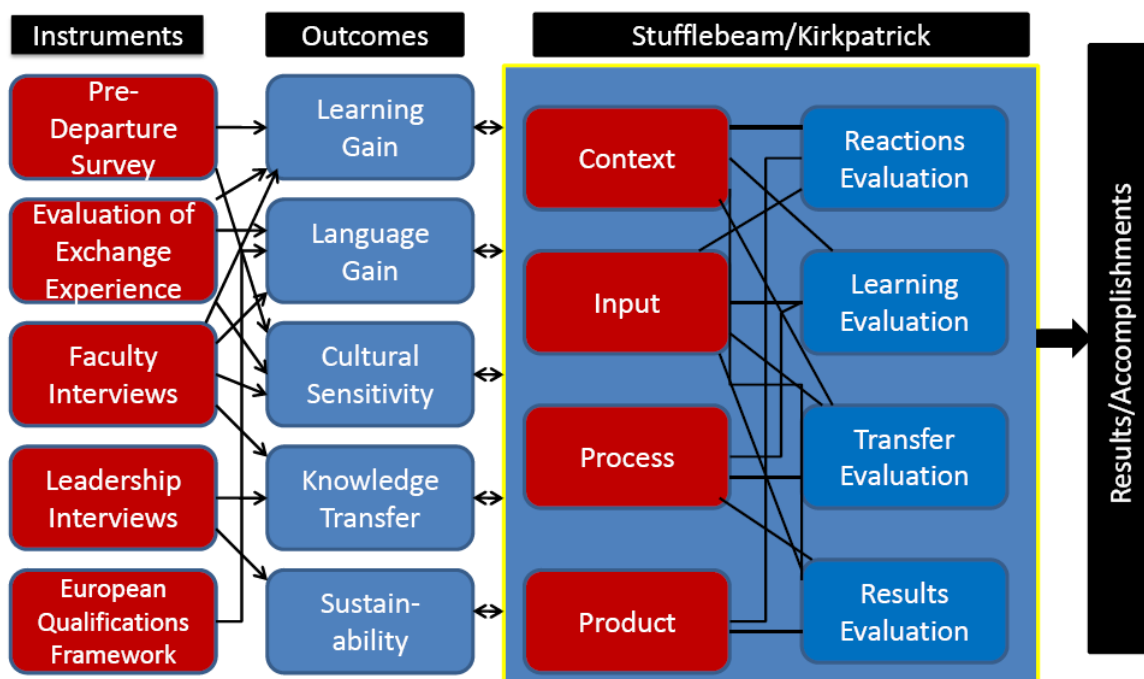 Instruments
Outcomes
Stufflebeam/Kirkpatrick
Pre-
Departure
Survey
Evaluation of
Exchange
Experience
Faculty
Interviews
Leadership
Interviews
European
Qualifications
Framework
Learning
Gain
Language
Gain
Cultural
Sensitivity
Knowledge
Transfer
Sustain-
ability
Context
Input
Process
Product
Reactions
Evaluation
Learning
Evaluation
Transfer
Evaluation
Results
Evaluation
Results/Accomplishments